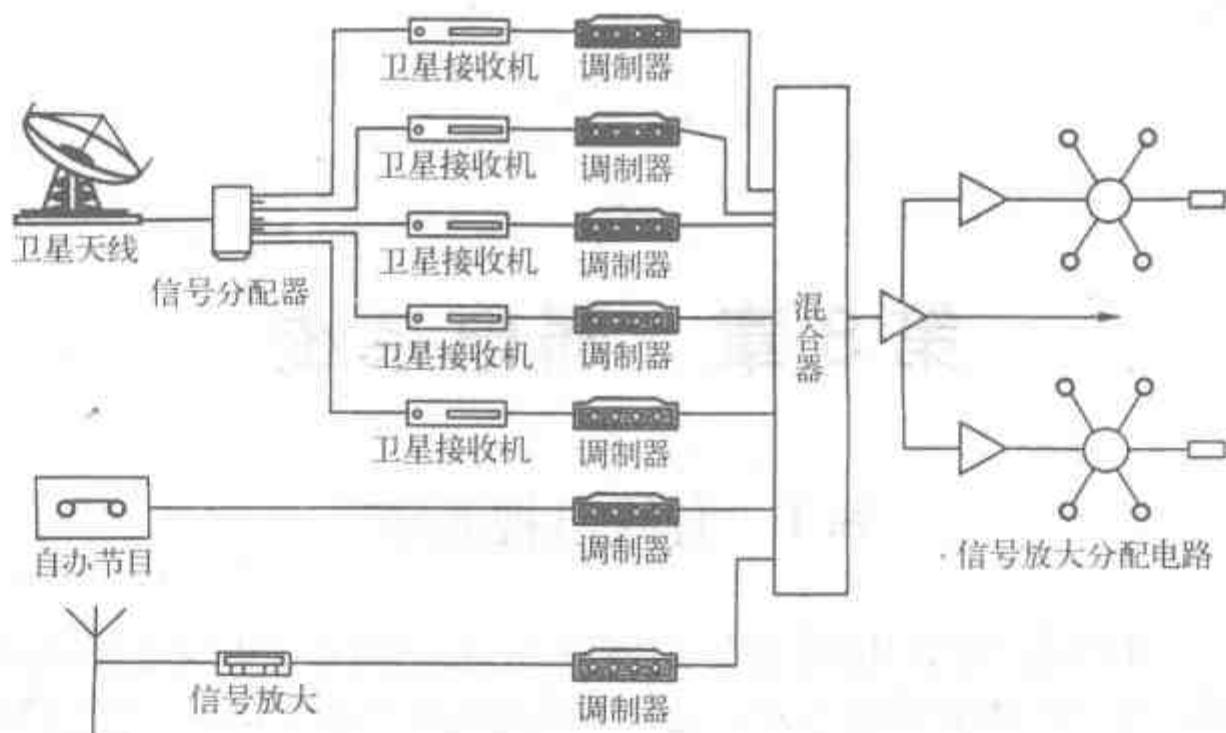 卫星接收机
调制器
卫星接收机
调制器
卫星天线
卫星接收机
调制器
信号分配器
混合器
卫星接收机
调制器
卫星接收机
调制器
自办节目
调制器
信号放大分配电路
信号放大
调制器